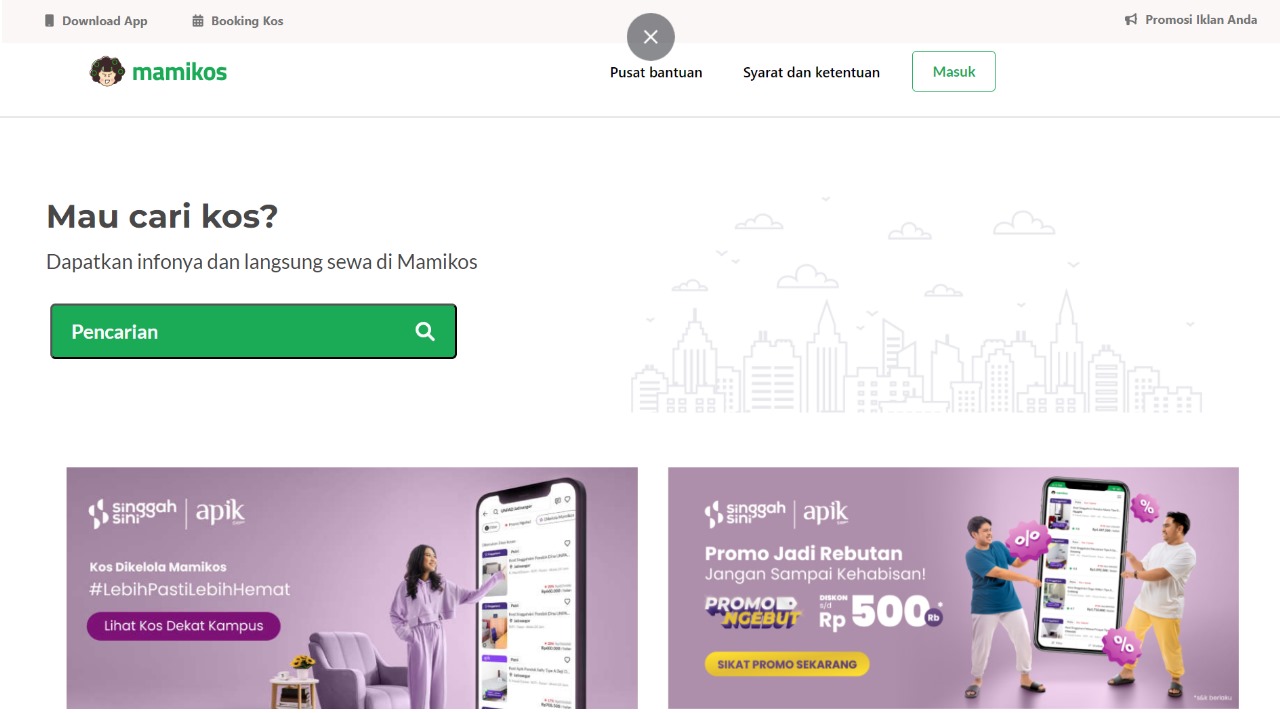 Download App
Booking Kos
Promosi Iklan Anda
mamikos
Pusat bantuan
Syarat dan ketentuan
Masuk
Mau cari kos?
Dapatkan infonya dan langsung sewa di Mamikos
Pencarian
singgah sini | apik
Kos Dikelola Mamikos
#LebihPastiLebihHemat
Lihat Kos Dekat Kampus
singgah sini | apik
Promo Jadi Rebutan
Jangan Sampai Kehabisan!
PROMO NGEBUT
DISKON s/d Rp 500 Rb*
SIKAT PROMO SEKARANG
%
%
%